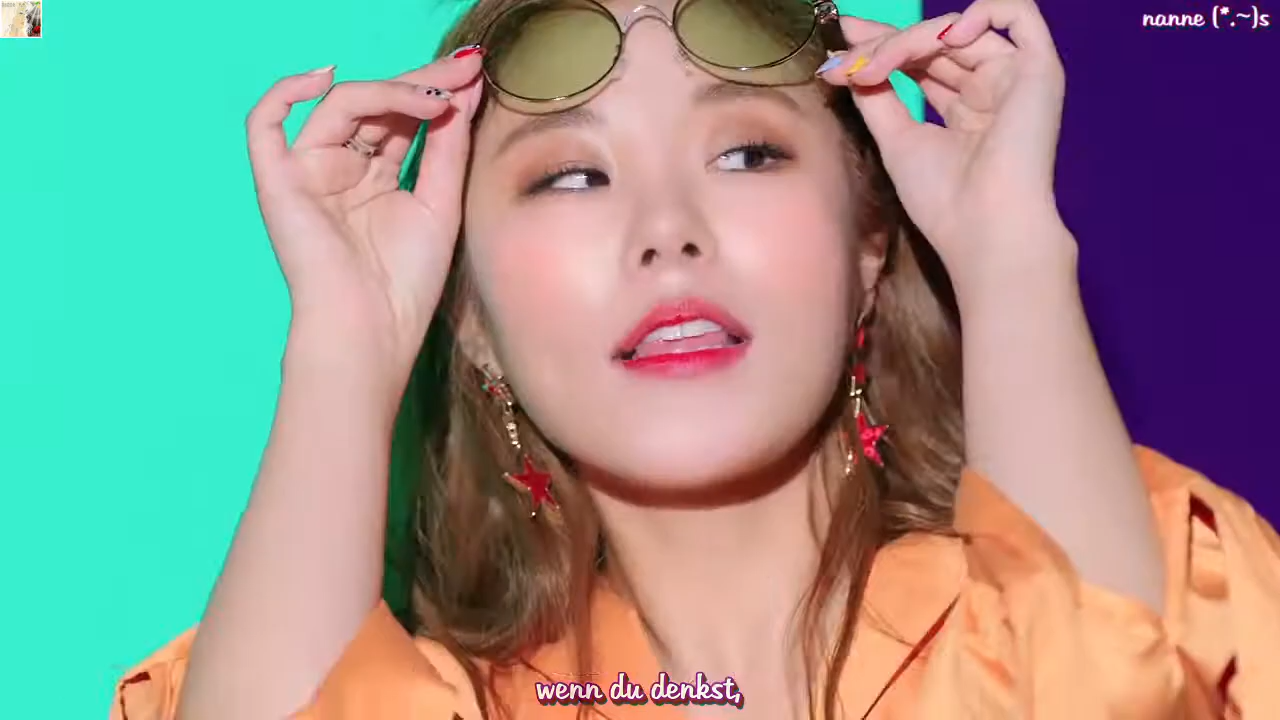 nanne (*.~)s
wenn du denkst,